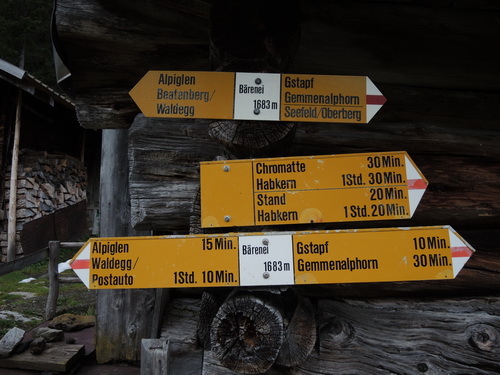 Alpiglen
Beatenberg/
Waldegg
Bärenei
1683 m
Gstapf
Gemmenalphorn
Seefeld/Oberberg
Chromatte 30 Min.
Habkern 1 Std. 30 Min.
Stand 20 Min.
Habkern 1 Std. 20 Min.
Alpiglen 15 Min.
Waldegg/
Postauto 1 Std. 10 Min.
Bärenei
1683 m
Gstapf 10 Min.
Gemmenalphorn 30 Min.